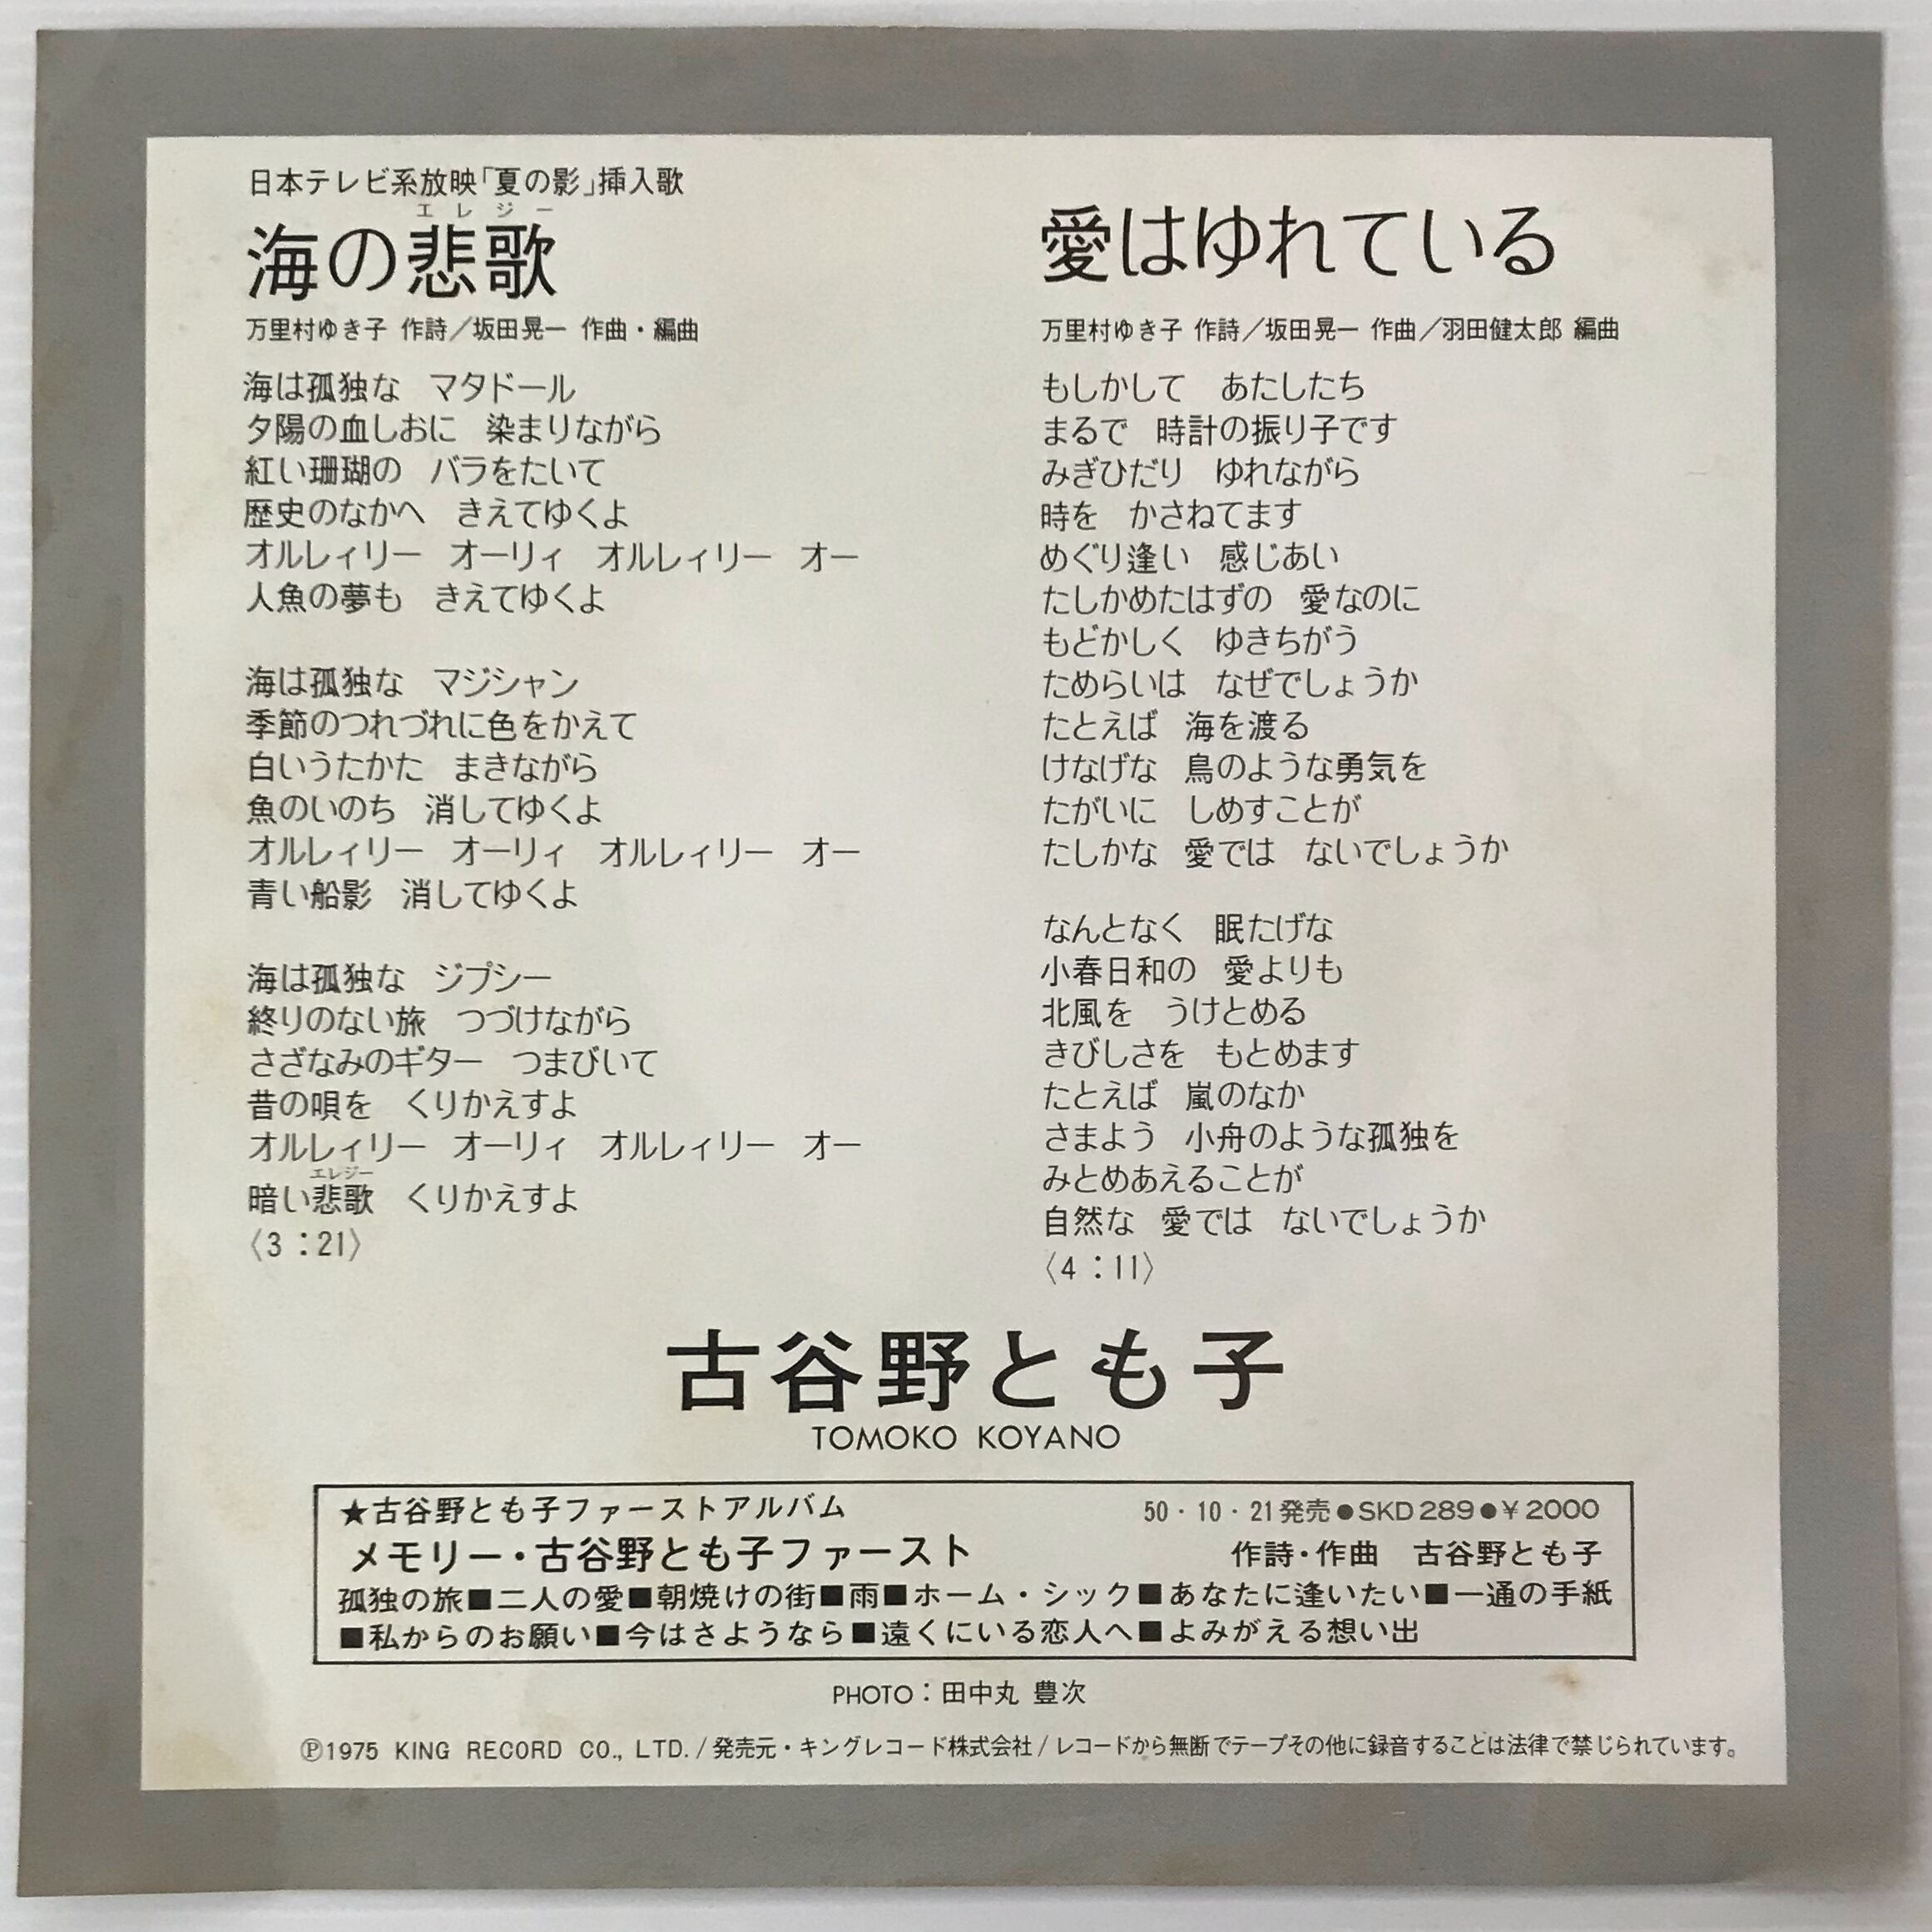 日本テレビ系放映「夏の影」挿入歌
エレジー
海の悲歌
万里村ゆき子 作詩／坂田晃一 作曲・編曲
海は孤独な　マタドール
夕陽の血しおに　染まりながら
紅い珊瑚の　バラをたいて
歴史のなかへ　きえてゆくよ
オルレィリー　オーリィ　オルレィリー　オー
人魚の夢も　きえてゆくよ
海は孤独な　マジシャン
季節のつれづれに色をかえて
白いうたかた　まきながら
魚のいのち　消してゆくよ
オルレィリー　オーリィ　オルレィリー　オー
青い船影　消してゆくよ
海は孤独な　ジプシー
終りのない旅　つづけながら
さざなみのギター　つまびいて
昔の唄を　くりかえすよ
オルレィリー　オーリィ　オルレィリー　オー
エレジー
暗い悲歌　くりかえすよ
〈3：21〉
愛はゆれている
万里村ゆき子 作詩／坂田晃一 作曲／羽田健太郎 編曲
もしかして　あたしたち
まるで　時計の振り子です
みぎひだり　ゆれながら
時を　かさねてます
めぐり逢い　感じあい
たしかめたはずの　愛なのに
もどかしく　ゆきちがう
ためらいは　なぜでしょうか
たとえば　海を渡る
けなげな　鳥のような勇気を
たがいに　しめすことが
たしかな　愛では　ないでしょうか
なんとなく　眠たげな
小春日和の　愛よりも
北風を　うけとめる
きびしさを　もとめます
たとえば　嵐のなか
さまよう　小舟のような孤独を
みとめあえることが
自然な　愛では　ないでしょうか
〈4：11〉
古谷野とも子
TOMOKO KOYANO
★古谷野とも子ファーストアルバム　50・10・21発売●SKD 289●￥2000
メモリー・古谷野とも子ファースト　作詩・作曲　古谷野とも子
孤独の旅■二人の愛■朝焼けの街■雨■ホーム・シック■あなたに逢いたい■一通の手紙
■私からのお願い■今はさようなら■遠くにいる恋人へ■よみがえる想い出
PHOTO：田中丸 豊次
Ⓟ1975 KING RECORD CO., LTD. / 発売元・キングレコード株式会社 / レコードから無断でテープその他に録音することは法律で禁じられています。